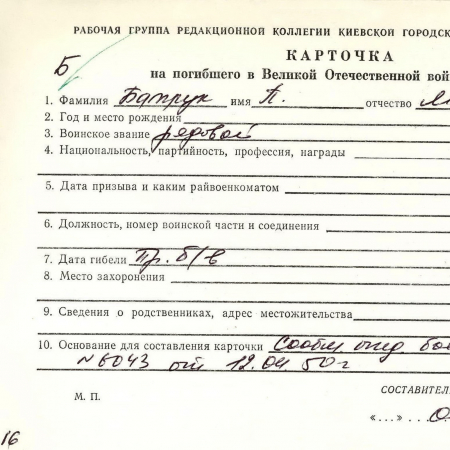 РАБОЧАЯ ГРУППА РЕДАКЦИОННОЙ КОЛЛЕГИИ КИЕВСКОЙ ГОРОДСК
КАРТОЧКА
Б
на погибшего в Великой Отечественной вой
1. Фамилия имя П. отчество
2. Год и место рождения
3. Воинское звание рядовой
4. Национальность, партийность, профессия, награды
5. Дата призыва и каким райвоенкоматом
6. Должность, номер воинской части и соединения
7. Дата гибели Пр. б/в
8. Место захоронения
9. Сведения о родственниках, адрес местожительства
10. Основание для составления карточки Сообщ.
№6043 от 12.04 50г
М. П. СОСТАВИТЕЛ
«...»
16